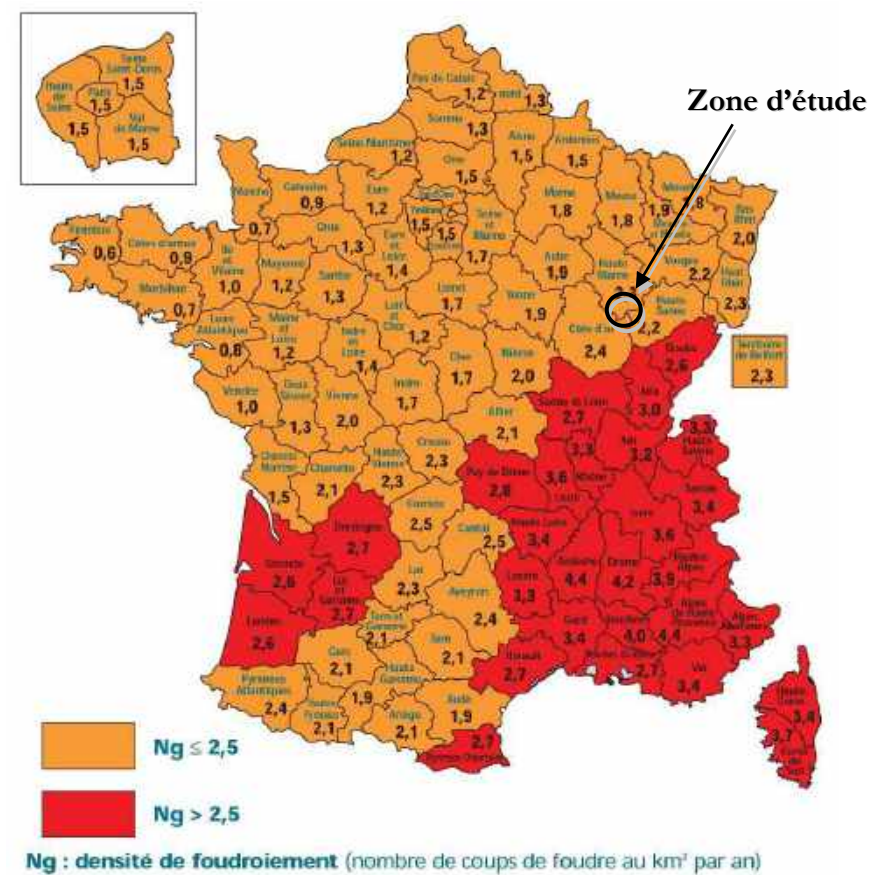 Seine
Saint-Denis
1,5
Hauts
de
Seine
1,5
Paris
1,5
Val
de Marne
1,5
Zone d'étude
Pas de Calais
1,2
Nord
1,3
Somme
1,3
Seine Maritime
1,2
Oise
1,5
Aisne
1,5
Ardennes
1,5
Manche
0,7
Calvados
0,9
Eure
1,2
Yvelines
1,5
1,5
Essonne
Seine
et
Marne
1,7
Marne
1,8
Meuse
1,8
Moselle
1,8
1,9
Bas
Rhin
2,0
Finistère
0,6
Côtes d'armor
0,9
Ille
et
Vilaine
1,0
Morbihan
0,7
Orne
1,3
Mayenne
1,2
Sarthe
1,3
Eure
et
Loire
1,4
Loiret
1,7
Aube
1,9
Haute
Marne
Vosges
2,2
Haut
Rhin
2,3
Loire
Atlantique
0,8
Maine
et
Loire
1,2
Indre
et
Loire
1,4
Loir
et
Cher
1,2
Yonne
1,9
Côte d'or
2,4
Haute
Saône
2,2
Territoire
de Belfort
2,3
Vendée
1,0
Deux
Sèvres
1,3
Vienne
2,0
Indre
1,7
Cher
1,7
Nièvre
2,0
Saône et Loire
2,7
Doubs
2,6
Jura
3,0
Allier
2,1
Charente
Maritime
1,5
Charente
2,1
Haute
Vienne
2,3
Creuse
2,3
Puy de Dôme
2,8
Loire
3,6
Rhône
3,3
Ain
3,2
3,3
Haute
Savoie
Savoie
3,4
Corrèze
2,5
Cantal
2,5
Haute Loire
3,4
Isère
3,6
Dordogne
2,7
Gironde
2,6
Lot
et
Garonne
2,7
Lot
2,3
Aveyron
2,4
Lozère
3,3
Ardèche
4,4
Drôme
4,2
Hautes
Alpes
3,9
Landes
2,6
Tarn et
Garonne
2,1
Tarn
2,1
Gard
3,4
Vaucluse
4,0
Alpes
de Haute
Provence
4,4
Alpes
Maritimes
3,3
Gers
2,1
Haute
Garonne
1,9
Hérault
2,7
Bouches du Rhône
2,7
Var
3,4
Pyrénées
Atlantiques
2,4
Hautes
Pyrénées
2,1
Ariège
2,1
Aude
1,9
2,7
Pyrénées Orientales
Haute
Corse
3,4
3,7
Corse
du
Sud
Ng ≤ 2,5
Ng > 2,5
Ng : densité de foudroiement (nombre de coups de foudre au km² par an)